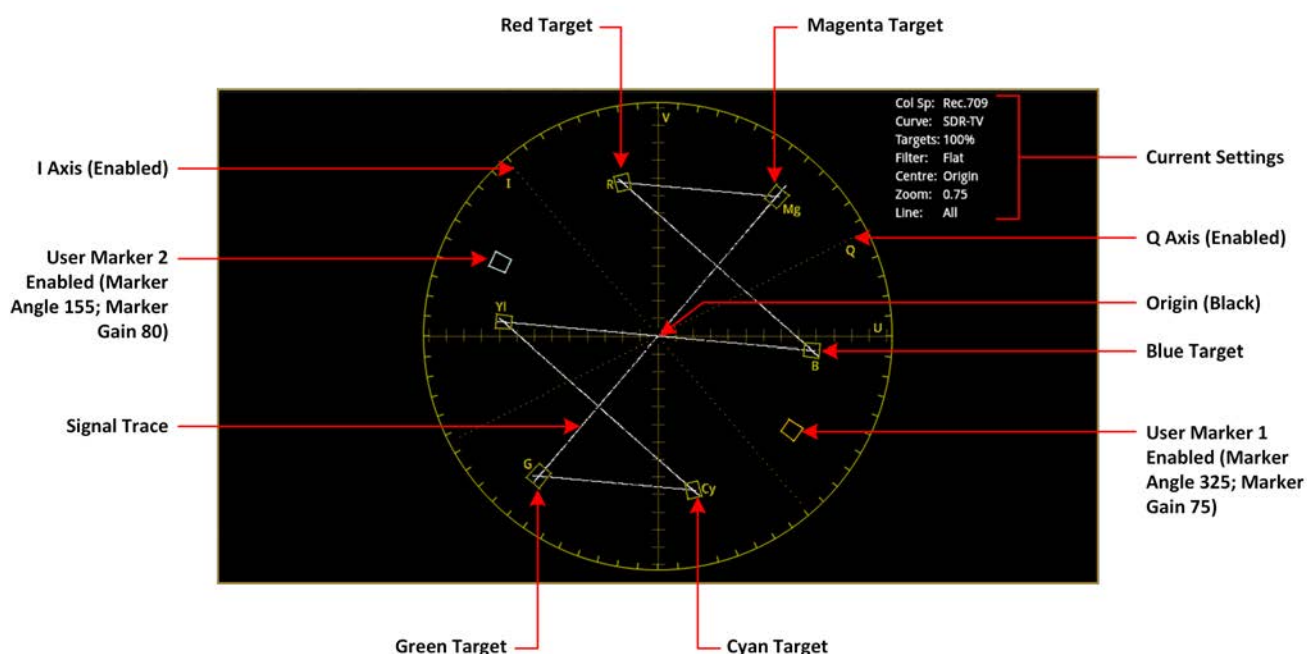 Red Target
Magenta Target
Col Sp: Rec.709
Curve: SDR-TV
Targets: 100%
Filter: Flat
Centre: Origin
Zoom: 0.75
Line: All
Current Settings
I Axis (Enabled)
V
I
R
Mg
Q
Q Axis (Enabled)
User Marker 2
Enabled (Marker
Angle 155; Marker
Gain 80)
Yl
U
Origin (Black)
B
Blue Target
Signal Trace
G
Cy
User Marker 1
Enabled (Marker
Angle 325; Marker
Gain 75)
Green Target
Cyan Target